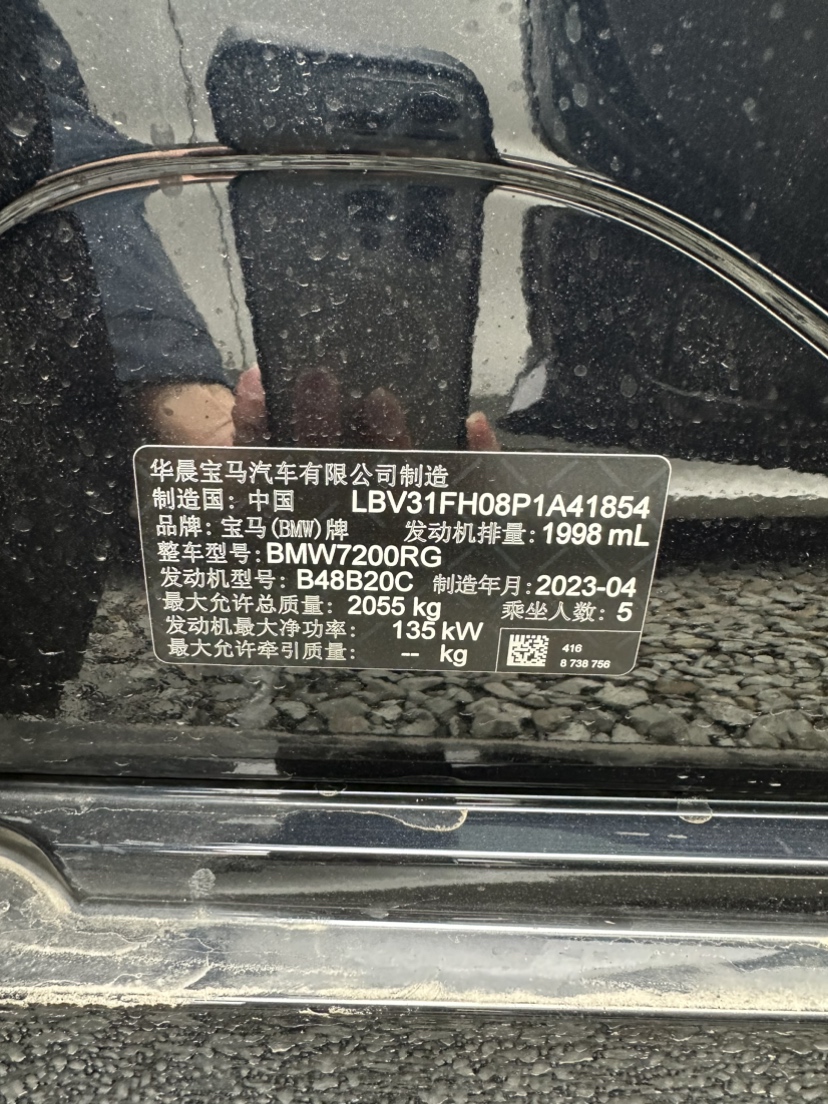 华晨宝马汽车有限公司制造
制造国：中国 LBV31FH08P1A41854
品牌：宝马(BMW)牌 发动机排量：1998 mL
整车型号：BMW7200RG
发动机型号：B48B20C 制造年月：2023-04
最大允许总质量：2055 kg 乘坐人数：5
发动机最大净功率：135 kW
最大允许牵引质量：-- kg
416
8 738 756